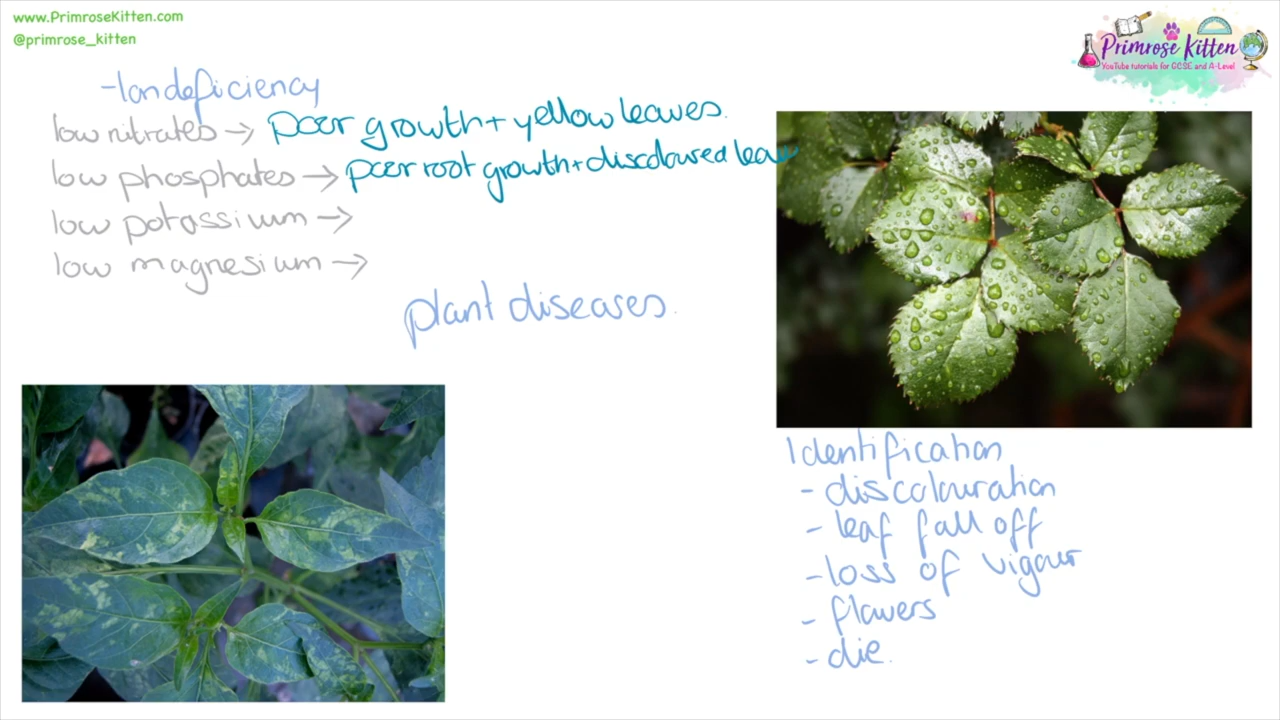 www.PrimroseKitten.com
@primrose_kitten
Primrose Kitten
YouTube tutorials for GCSE and A-Level
-Ion deficiency
low nitrates → poor growth + yellow leaves.
low phosphates → poor root growth + discoloured leaves
low potassium →
low magnesium →
plant diseases.
Identification
- discolouration
- leaf fall off
- loss of vigour
- flowers
- die.